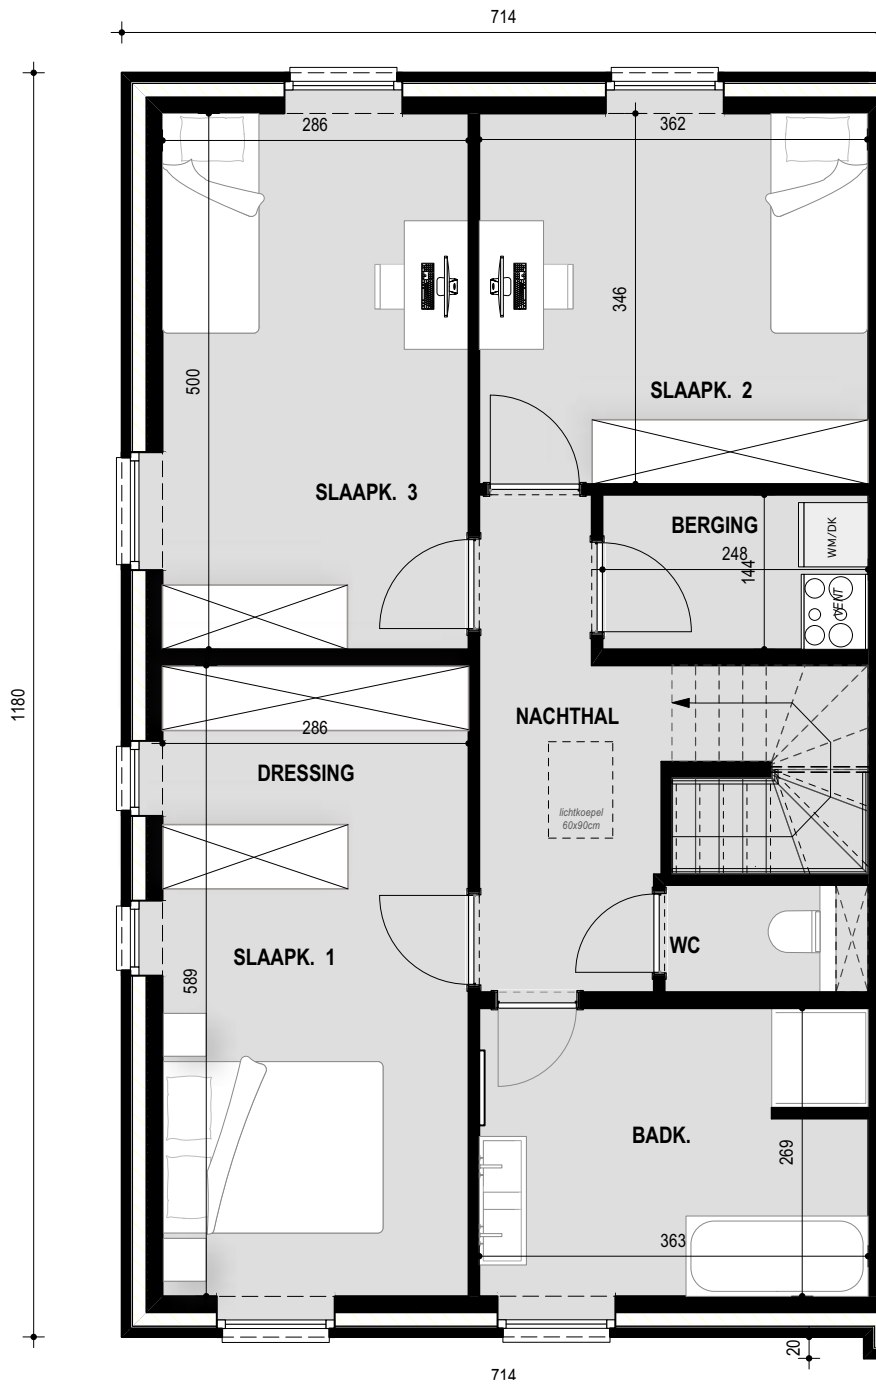 714
286
362
346
500
SLAAPK. 2
SLAAPK. 3
BERGING
248
144
WM/DK
VENT
1180
NACHTHAL
286
DRESSING
lichtkoepel
60x90cm
SLAAPK. 1
WC
589
BADK.
269
363
20
714